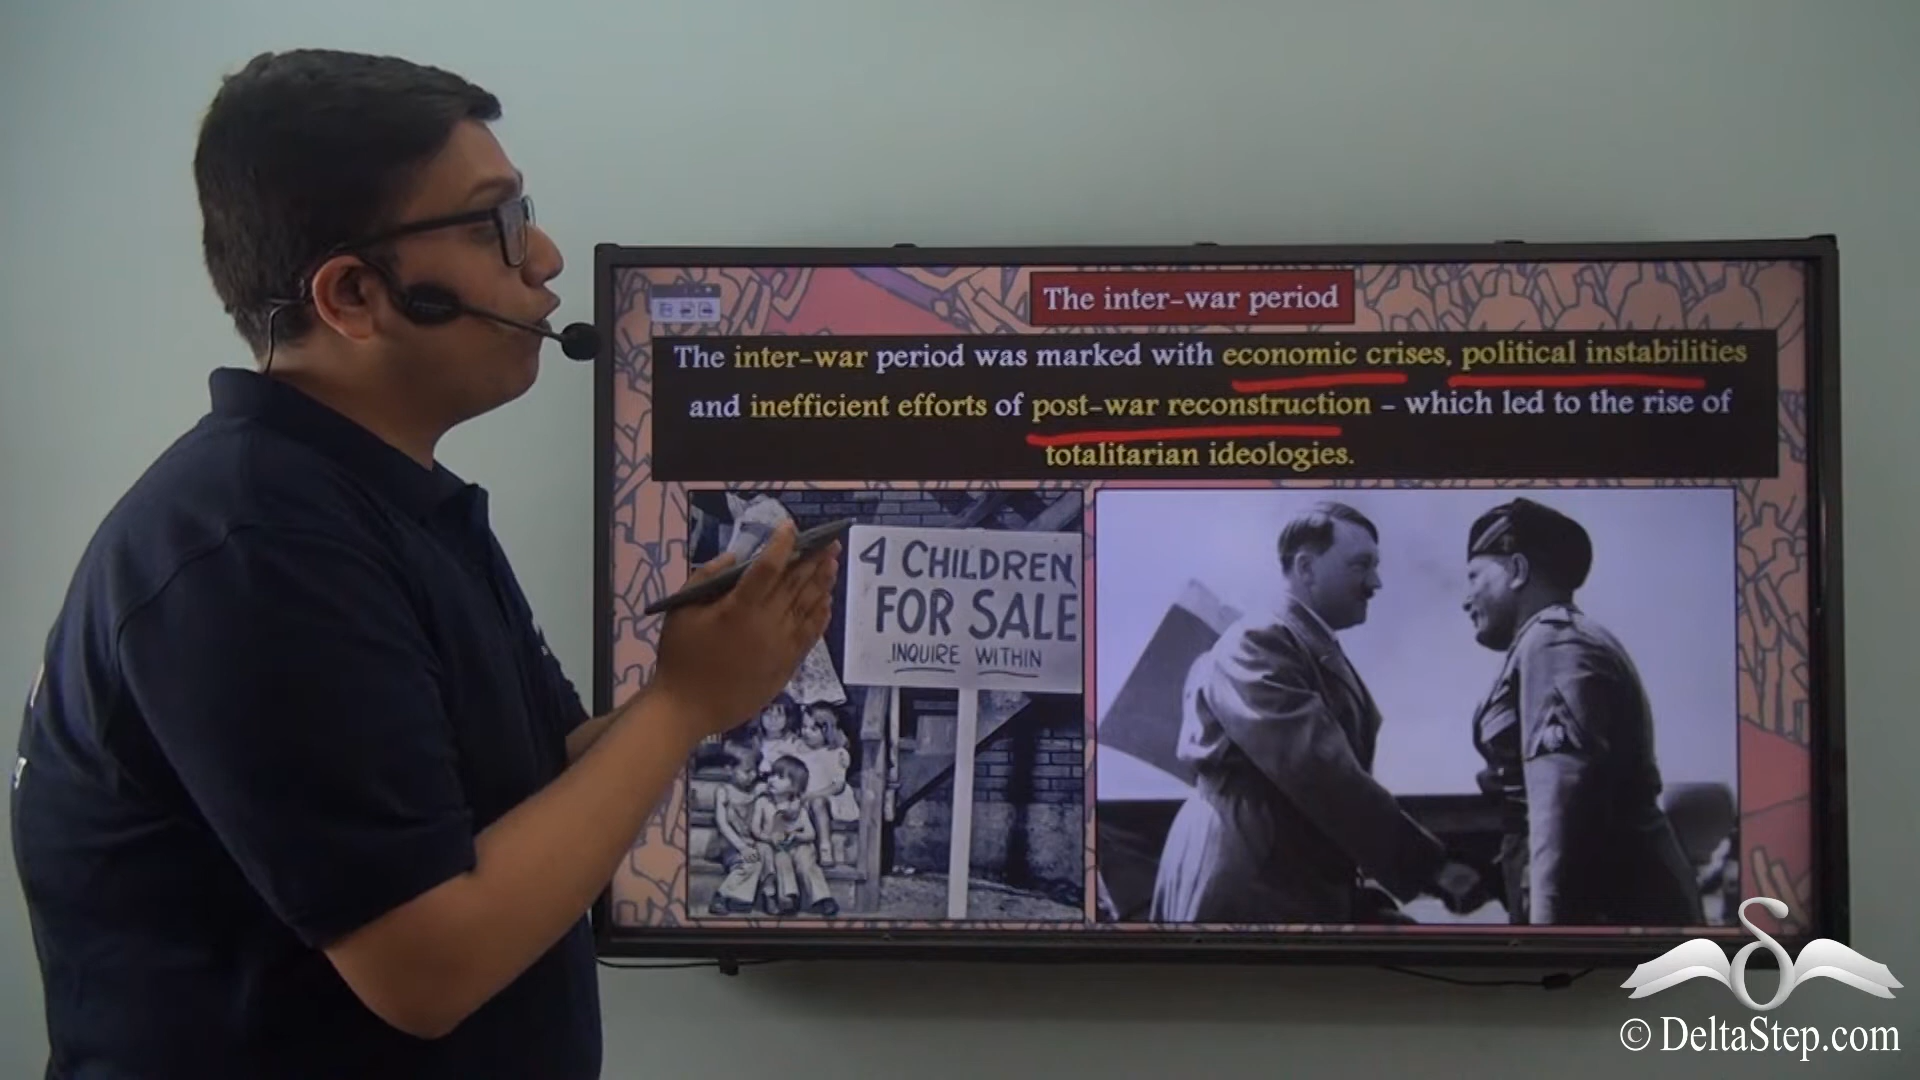 The inter-war period
The inter-war period was marked with economic crises, political instabilities
and inefficient efforts of post-war reconstruction - which led to the rise of
totalitarian ideologies.
4 CHILDREN
FOR SALE
INQUIRE WITHIN
© DeltaStep.com